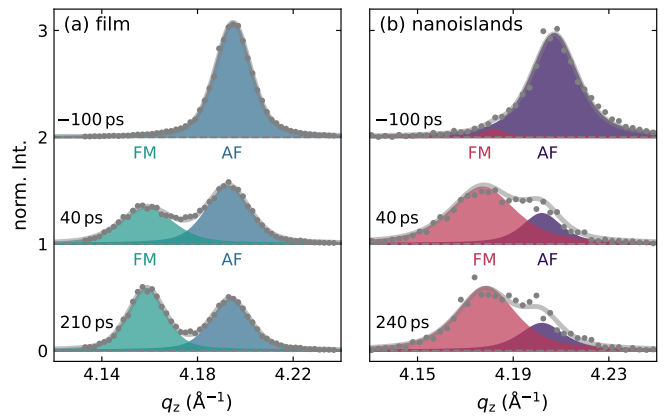 (a) film
(b) nanoislands
norm. Int.
3
2
1
0
−100 ps
−100 ps
FM
AF
FM
AF
40 ps
40 ps
FM
AF
FM
AF
210 ps
240 ps
4.14
4.18
4.22
4.15
4.19
4.23
q_z (Å⁻¹)
q_z (Å⁻¹)